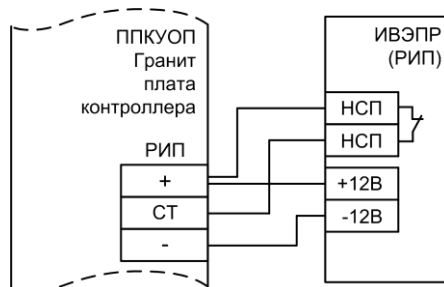 ППКУОП
Гранит
плата
контроллера
РИП
+
СТ
-
ИВЭПР
(РИП)
НСП
НСП
+12В
-12В